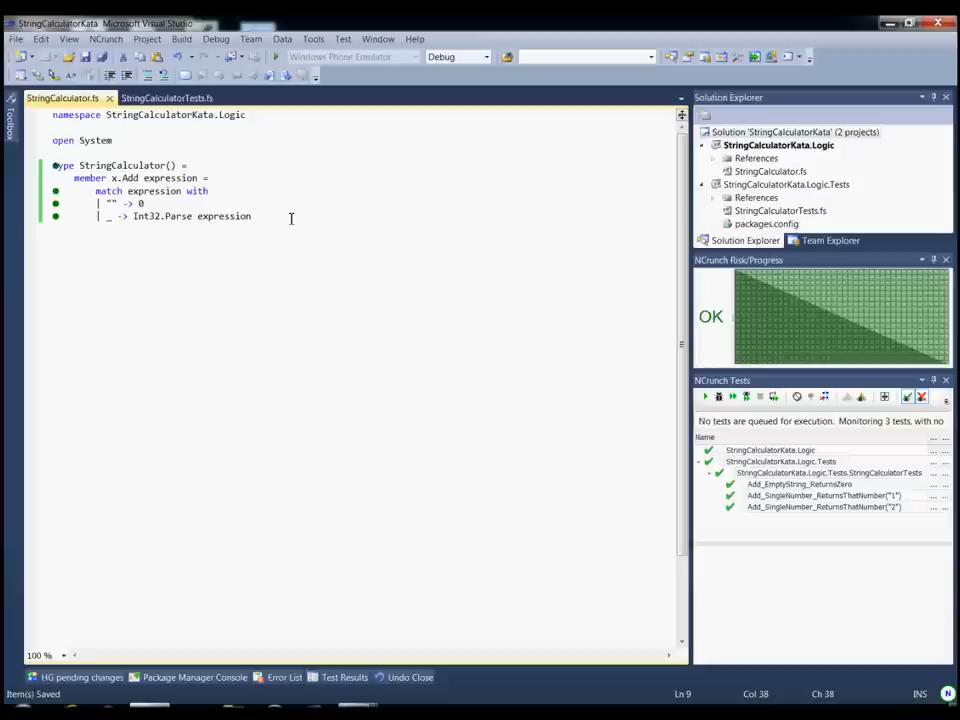 StringCalculatorKata Microsoft Visual Studio
File Edit View NCrunch Project Build Debug Team Data Tools Test Window Help
Windows Phone Emulator Debug
Toolbox
StringCalculator.fs StringCalculatorTests.fs
namespace StringCalculatorKata.Logic
open System
type StringCalculator() =
member x.Add expression =
match expression with
| "" -> 0
| _ -> Int32.Parse expression
100 %
Solution Explorer
Solution 'StringCalculatorKata' (2 projects)
StringCalculatorKata.Logic
References
StringCalculator.fs
StringCalculatorKata.Logic.Tests
References
StringCalculatorTests.fs
packages.config
Solution Explorer Team Explorer
NCrunch Risk/Progress
OK
NCrunch Tests
No tests are queued for execution. Monitoring 3 tests, with no
Name ... ...
StringCalculatorKata.Logic ... ...
StringCalculatorKata.Logic.Tests ... ...
StringCalculatorKata.Logic.Tests.StringCalculatorTests ... ...
Add_EmptyString_ReturnsZero ... ...
Add_SingleNumber_ReturnsThatNumber("1") ... ...
Add_SingleNumber_ReturnsThatNumber("2") ... ...
HG pending changes Package Manager Console Error List Test Results Undo Close
Item(s) Saved Ln 9 Col 38 Ch 38 INS N